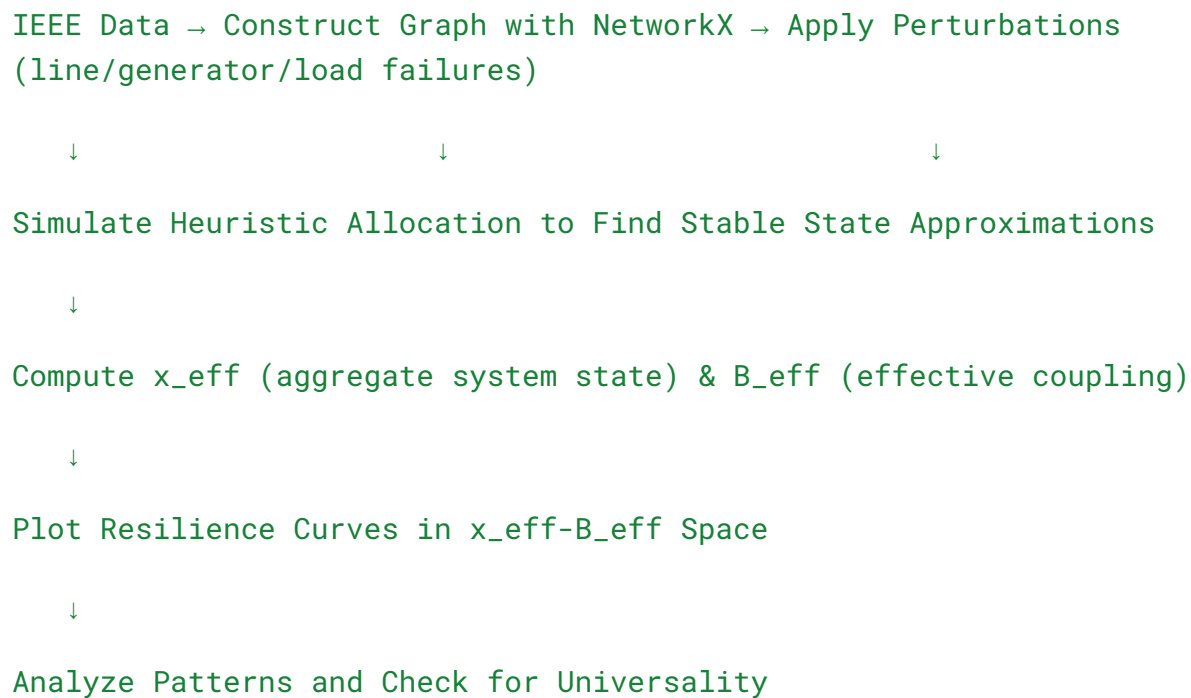 IEEE Data → Construct Graph with NetworkX → Apply Perturbations
(line/generator/load failures)
↓ ↓ ↓
Simulate Heuristic Allocation to Find Stable State Approximations
↓
Compute x_eff (aggregate system state) & B_eff (effective coupling)
↓
Plot Resilience Curves in x_eff-B_eff Space
↓
Analyze Patterns and Check for Universality